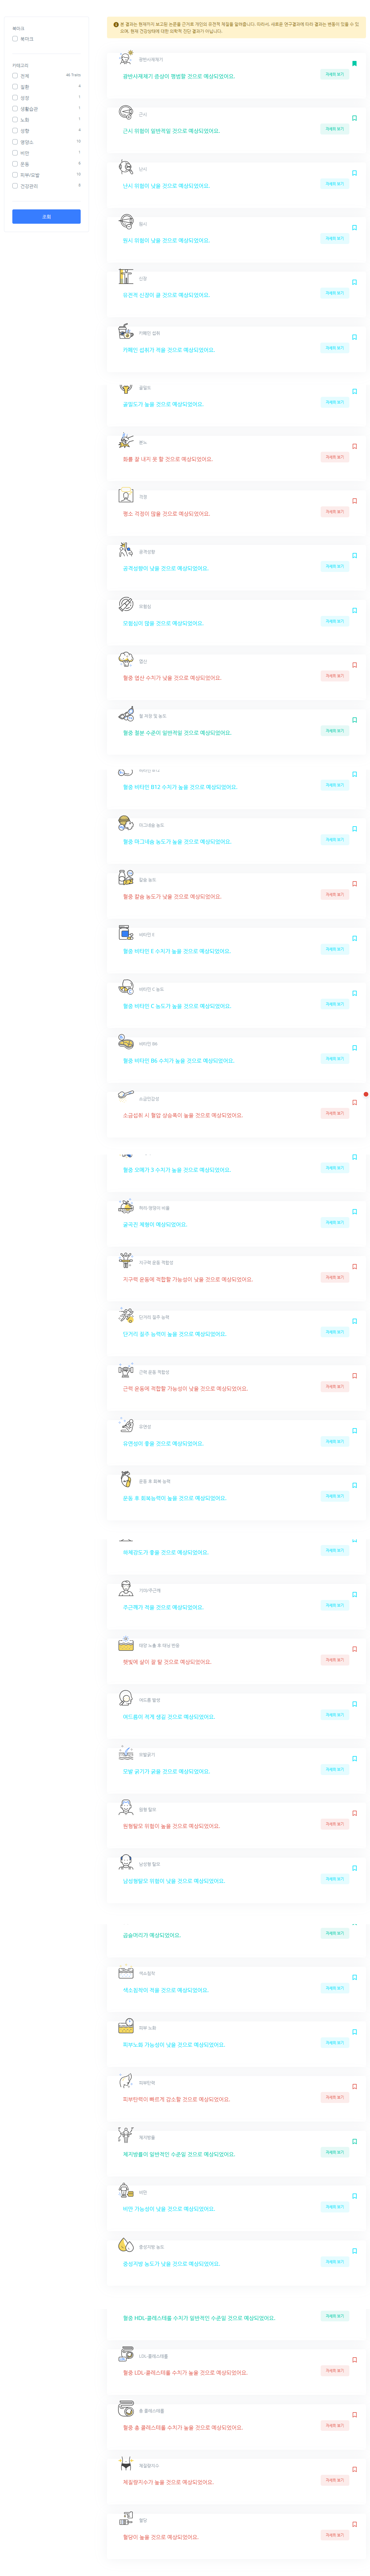 북마크
북마크
카테고리
전체
46 Traits
질환
4
성경
1
생활습관
1
노화
1
성향
4
영양소
10
비만
1
운동
6
피부/모발
10
건강관리
9
조회
본 결과는 현재까지 보고된 논문을 근거로 개인의 유전적 체질을 알려줍니다. 따라서, 새로운 연구결과에 따라 결과는 변동이 있을 수 있으며, 현재 건강상태에 대한 의학적 진단 결과가 아닙니다.
광반사재채기
광반사재채기 증상이 평범할 것으로 예상되었어요.
자세히 보기
근시
근시 위험이 일반적일 것으로 예상되었어요.
자세히 보기
난시
난시 위험이 낮을 것으로 예상되었어요.
자세히 보기
원시
원시 위험이 낮을 것으로 예상되었어요.
자세히 보기
신장
유전적 신장이 클 것으로 예상되었어요.
자세히 보기
카페인 섭취
카페인 섭취가 적을 것으로 예상되었어요.
자세히 보기
골밀도
골밀도가 높을 것으로 예상되었어요.
자세히 보기
분노
화를 잘 내지 못 할 것으로 예상되었어요.
자세히 보기
걱정
평소 걱정이 많을 것으로 예상되었어요.
자세히 보기
공격성향
공격성향이 낮을 것으로 예상되었어요.
자세히 보기
모험심
모험심이 많을 것으로 예상되었어요.
자세히 보기
엽산
혈중 엽산 수치가 낮을 것으로 예상되었어요.
자세히 보기
철 저장 및 농도
혈중 철분 수준이 일반적일 것으로 예상되었어요.
자세히 보기
혈중 비타민 B12 수치가 높을 것으로 예상되었어요.
자세히 보기
마그네슘 농도
혈중 마그네슘 농도가 높을 것으로 예상되었어요.
자세히 보기
칼슘 농도
혈중 칼슘 농도가 낮을 것으로 예상되었어요.
자세히 보기
비타민 E
혈중 비타민 E 수치가 높을 것으로 예상되었어요.
자세히 보기
비타민 C 농도
혈중 비타민 C 농도가 높을 것으로 예상되었어요.
자세히 보기
비타민 B6
혈중 비타민 B6 수치가 높을 것으로 예상되었어요.
자세히 보기
소금민감성
소금섭취 시 혈압 상승폭이 높을 것으로 예상되었어요.
자세히 보기
혈중 오메가3 수치가 높을 것으로 예상되었어요.
자세히 보기
허리-엉덩이 비율
굴곡진 체형이 예상되었어요.
자세히 보기
지구력 운동 적합성
지구력 운동에 적합할 가능성이 낮을 것으로 예상되었어요.
자세히 보기
단거리 질주 능력
단거리 질주 능력이 높을 것으로 예상되었어요.
자세히 보기
근력 운동 적합성
근력 운동에 적합할 가능성이 낮을 것으로 예상되었어요.
자세히 보기
유연성
유연성이 좋을 것으로 예상되었어요.
자세히 보기
운동 후 회복 능력
운동 후 회복능력이 높을 것으로 예상되었어요.
자세히 보기
악력강도가 좋을 것으로 예상되었어요.
자세히 보기
기미/주근깨
주근깨가 적을 것으로 예상되었어요.
자세히 보기
태양 노출 후 태닝 반응
햇빛에 살이 잘 탈 것으로 예상되었어요.
자세히 보기
여드름 발생
여드름이 적게 생길 것으로 예상되었어요.
자세히 보기
모발굵기
모발 굵기가 굵을 것으로 예상되었어요.
자세히 보기
원형 탈모
원형탈모 위험이 높을 것으로 예상되었어요.
자세히 보기
남성형 탈모
남성형탈모 위험이 낮을 것으로 예상되었어요.
자세히 보기
곱슬머리가 예상되었어요.
자세히 보기
색소침착
색소침착이 적을 것으로 예상되었어요.
자세히 보기
피부 노화
피부노화 가능성이 낮을 것으로 예상되었어요.
자세히 보기
피부탄력
피부탄력이 빠르게 감소할 것으로 예상되었어요.
자세히 보기
체지방률
체지방률이 일반적인 수준일 것으로 예상되었어요.
자세히 보기
비만
비만 가능성이 낮을 것으로 예상되었어요.
자세히 보기
중성지방 농도
중성지방 농도가 낮을 것으로 예상되었어요.
자세히 보기
혈중 HDL-콜레스테롤 수치가 일반적인 수준일 것으로 예상되었어요.
자세히 보기
LDL 콜레스테롤
혈중 LDL-콜레스테롤 수치가 높을 것으로 예상되었어요.
자세히 보기
총 콜레스테롤
혈중 총 콜레스테롤 수치가 높을 것으로 예상되었어요.
자세히 보기
체질량지수
체질량지수가 높을 것으로 예상되었어요.
자세히 보기
혈당
혈당이 높을 것으로 예상되었어요.
자세히 보기